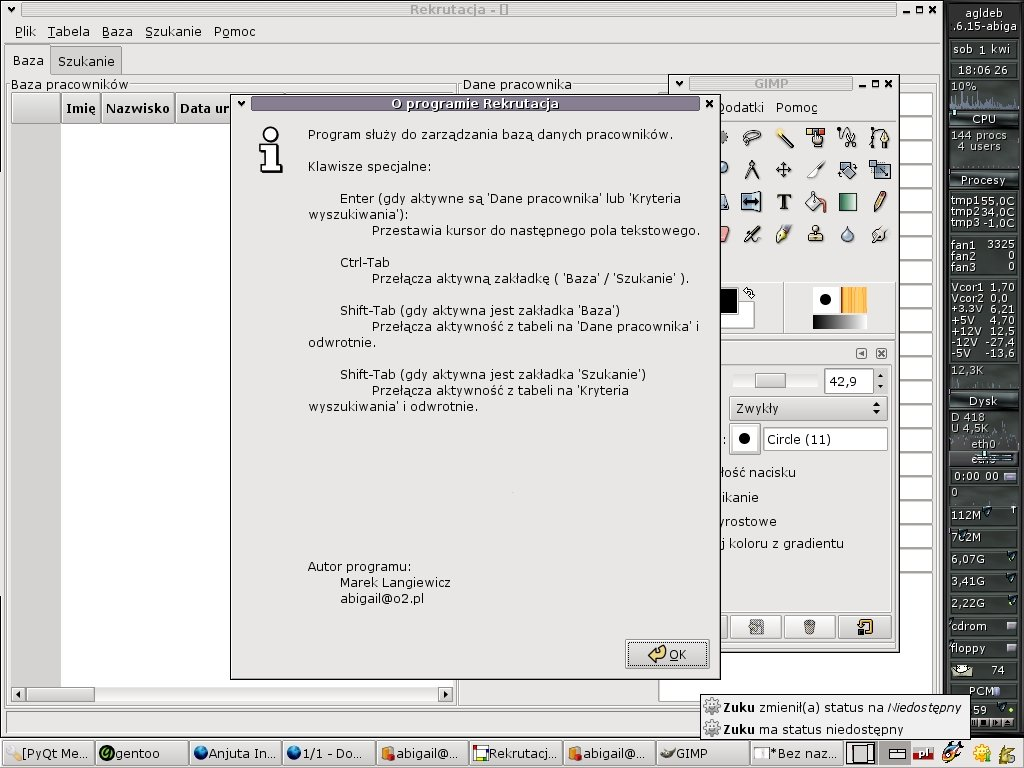 Rekrutacja - []
Plik Tabela Baza Szukanie Pomoc
Baza Szukanie
Baza pracowników
Dane pracownika
Imię Nazwisko Data ur
O programie Rekrutacja
Program służy do zarządzania bazą danych pracowników.
Klawisze specjalne:
Enter (gdy aktywne są 'Dane pracownika' lub 'Kryteria
wyszukiwania'):
Przestawia kursor do następnego pola tekstowego.
Ctrl-Tab
Przełącza aktywną zakładkę ( 'Baza' / 'Szukanie' ).
Shift-Tab (gdy aktywna jest zakładka 'Baza')
Przełącza aktywność z tabeli na 'Dane pracownika' i
odwrotnie.
Shift-Tab (gdy aktywna jest zakładka 'Szukanie')
Przełącza aktywność z tabeli na 'Kryteria
wyszukiwania' i odwrotnie.
Autor programu:
Marek Langiewicz
abigail@o2.pl
OK
GIMP
Dodatki Pomoc
42,9
Zwykły
: Circle (11)
łość nacisku
ikanie
yrostowe
j koloru z gradientu
Zuku zmienił(a) status na Niedostępny
Zuku ma status niedostępny
agldeb
.6.15-abiga
sob 1 kwi
18:06 26
10%
CPU
144 procs
4 users
Procesy
tmp1 55,0C
tmp2 34,0C
tmp3 -1,0C
fan1 3325
fan2 0
fan3 0
Vcor1 1,70
Vcor2 0,0
+3.3V 6,21
+5V 4,70
+12V 12,5
-12V -27,4
-5V -13,6
12,3K
Dysk
D 418
U 4,5K
eth0
0:00 00
0
112M
762M
6,07G
3,41G
2,22G
cdrom
floppy
74
PCM
59
[PyQt Me... gentoo Anjuta In... 1/1 - Do... abigail@... Rekrutacj... abigail@... GIMP *Bez naz... pl